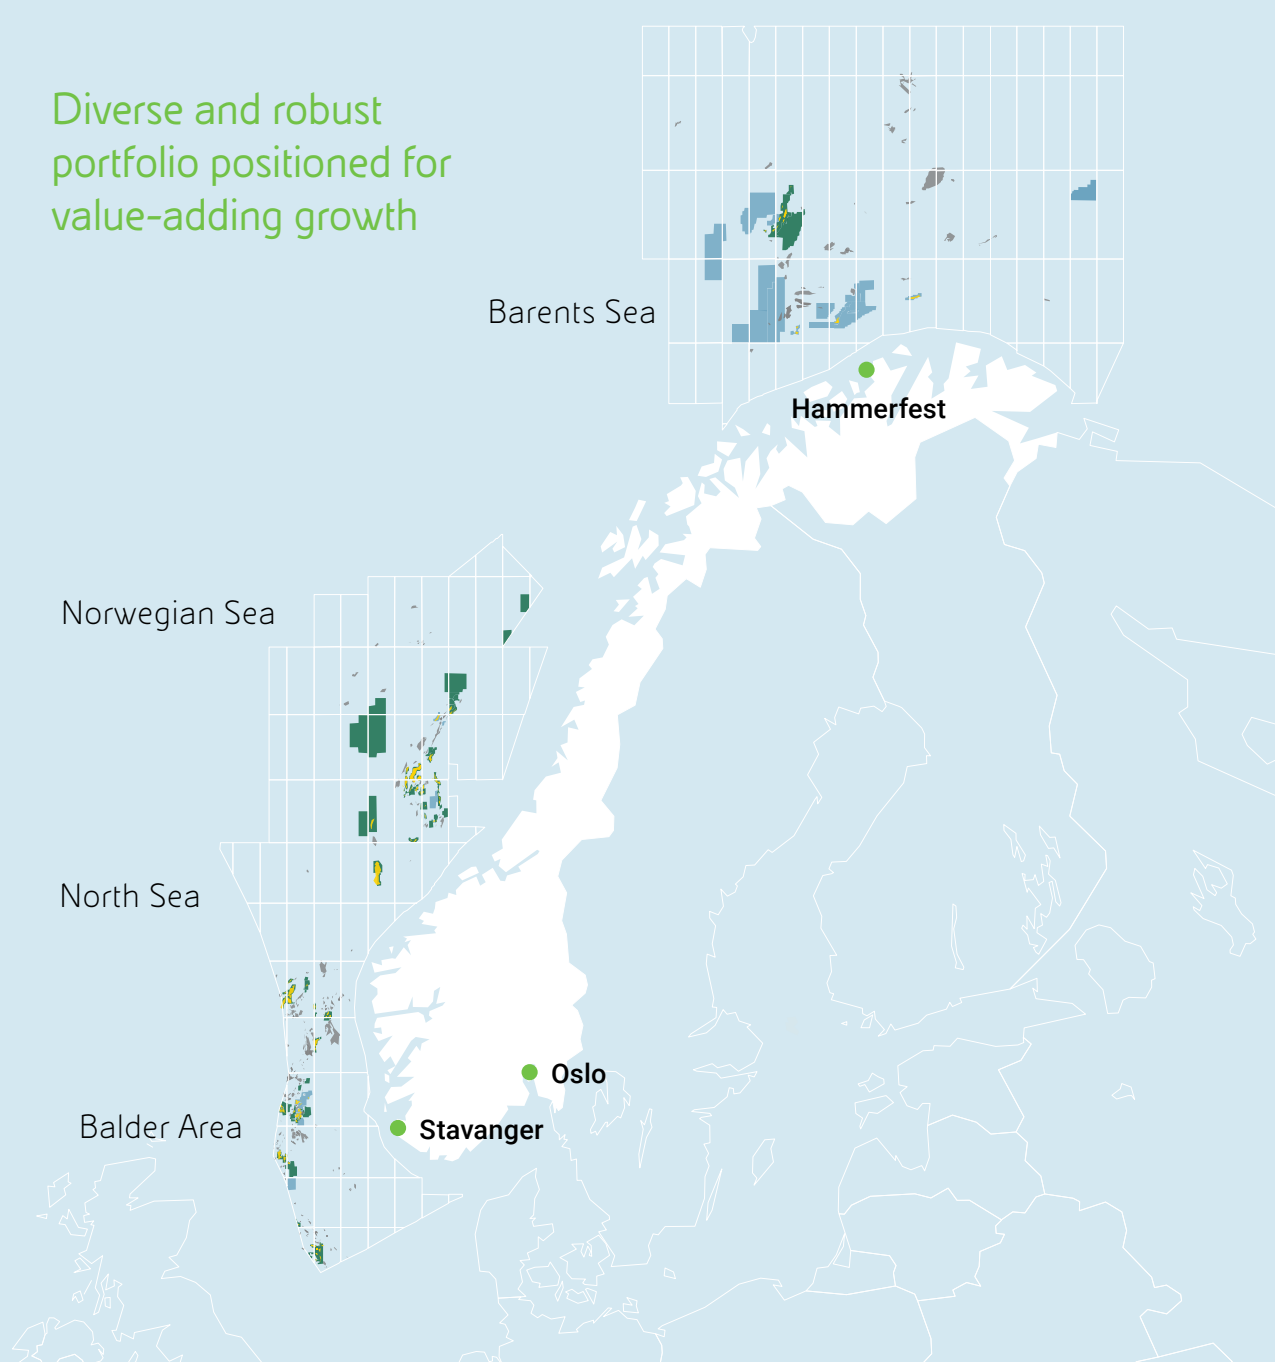 Diverse and robust
portfolio positioned for
value-adding growth
Barents Sea
Hammerfest
Norwegian Sea
North Sea
Oslo
Balder Area
Stavanger